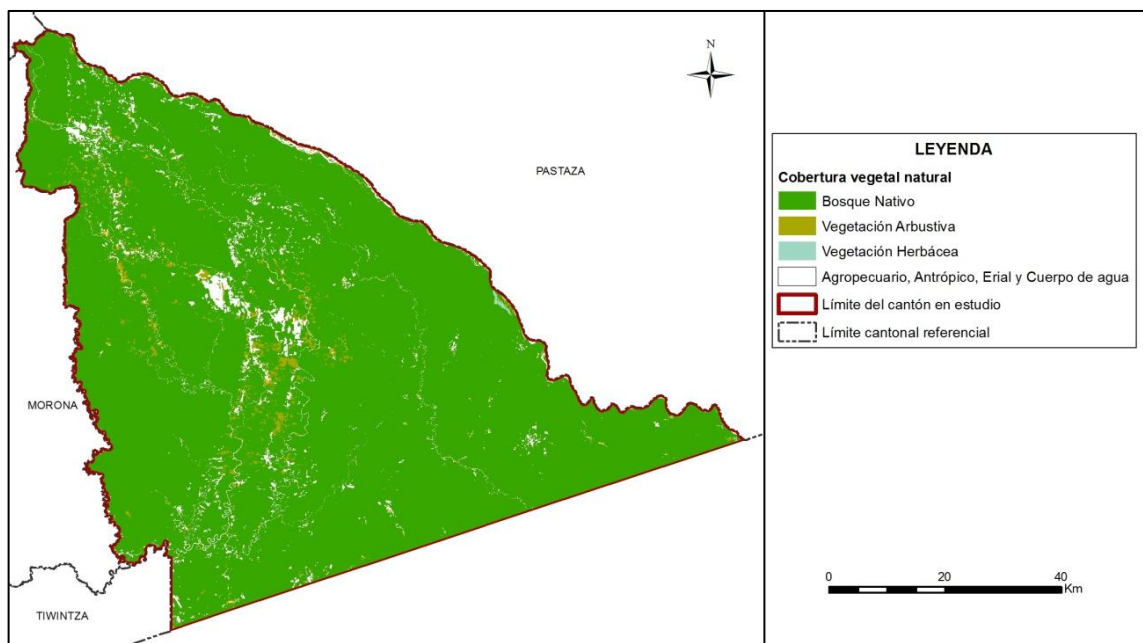 N
PASTAZA
MORONA
TIWINTZA
LEYENDA
Cobertura vegetal natural
Bosque Nativo
Vegetación Arbustiva
Vegetación Herbácea
Agropecuario, Antrópico, Erial y Cuerpo de agua
Límite del cantón en estudio
Límite cantonal referencial
0 20 40
Km